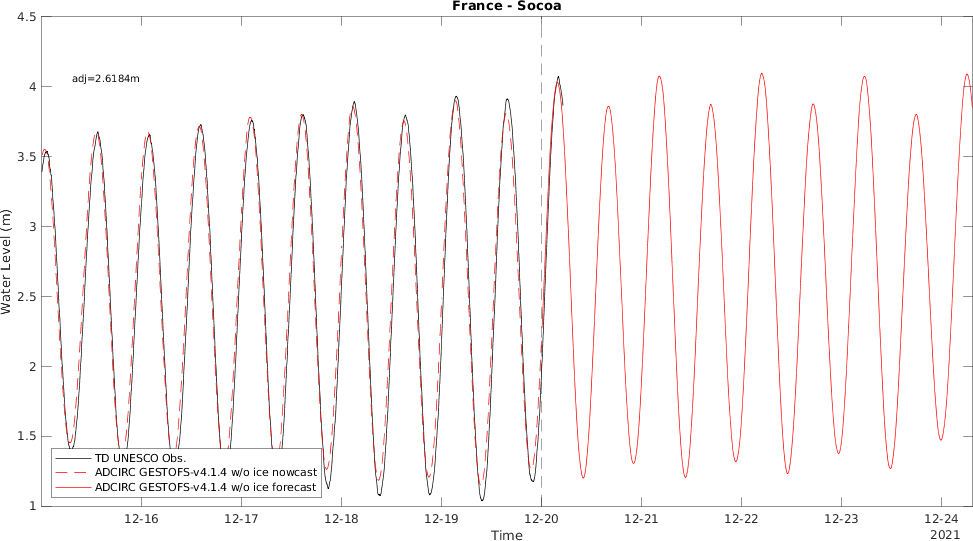 France - Socoa
4.5
4
3.5
3
2.5
2
1.5
1
Water Level (m)
adj=2.6184m
TD UNESCO Obs.
ADCIRC GESTOFS-v4.1.4 w/o ice nowcast
ADCIRC GESTOFS-v4.1.4 w/o ice forecast
12-16 12-17 12-18 12-19 12-20 12-21 12-22 12-23 12-24
2021
Time